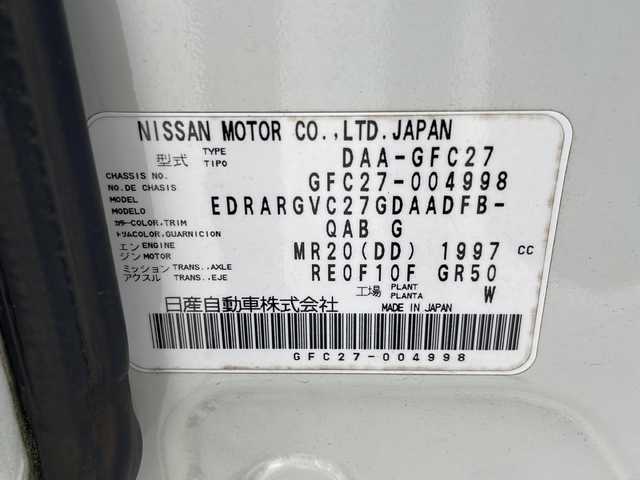 NISSAN MOTOR CO.,LTD.JAPAN
型式 TYPE TIPO DAA-GFC27
CHASSIS NO. NO.DE CHASIS GFC27-004998
MODEL MODELO EDRARGVC27GDAADFB-
カラー COLOR,TRIM トリム COLOR,GUARNICION QAB G
エンジン ENGINE MOTOR MR20(DD) 1997 CC
ミッション TRANS.,AXLE アクスル TRANS.,EJE RE0F10F GR50
工場 PLANT PLANTA W
日産自動車株式会社 MADE IN JAPAN
GFC27-004998